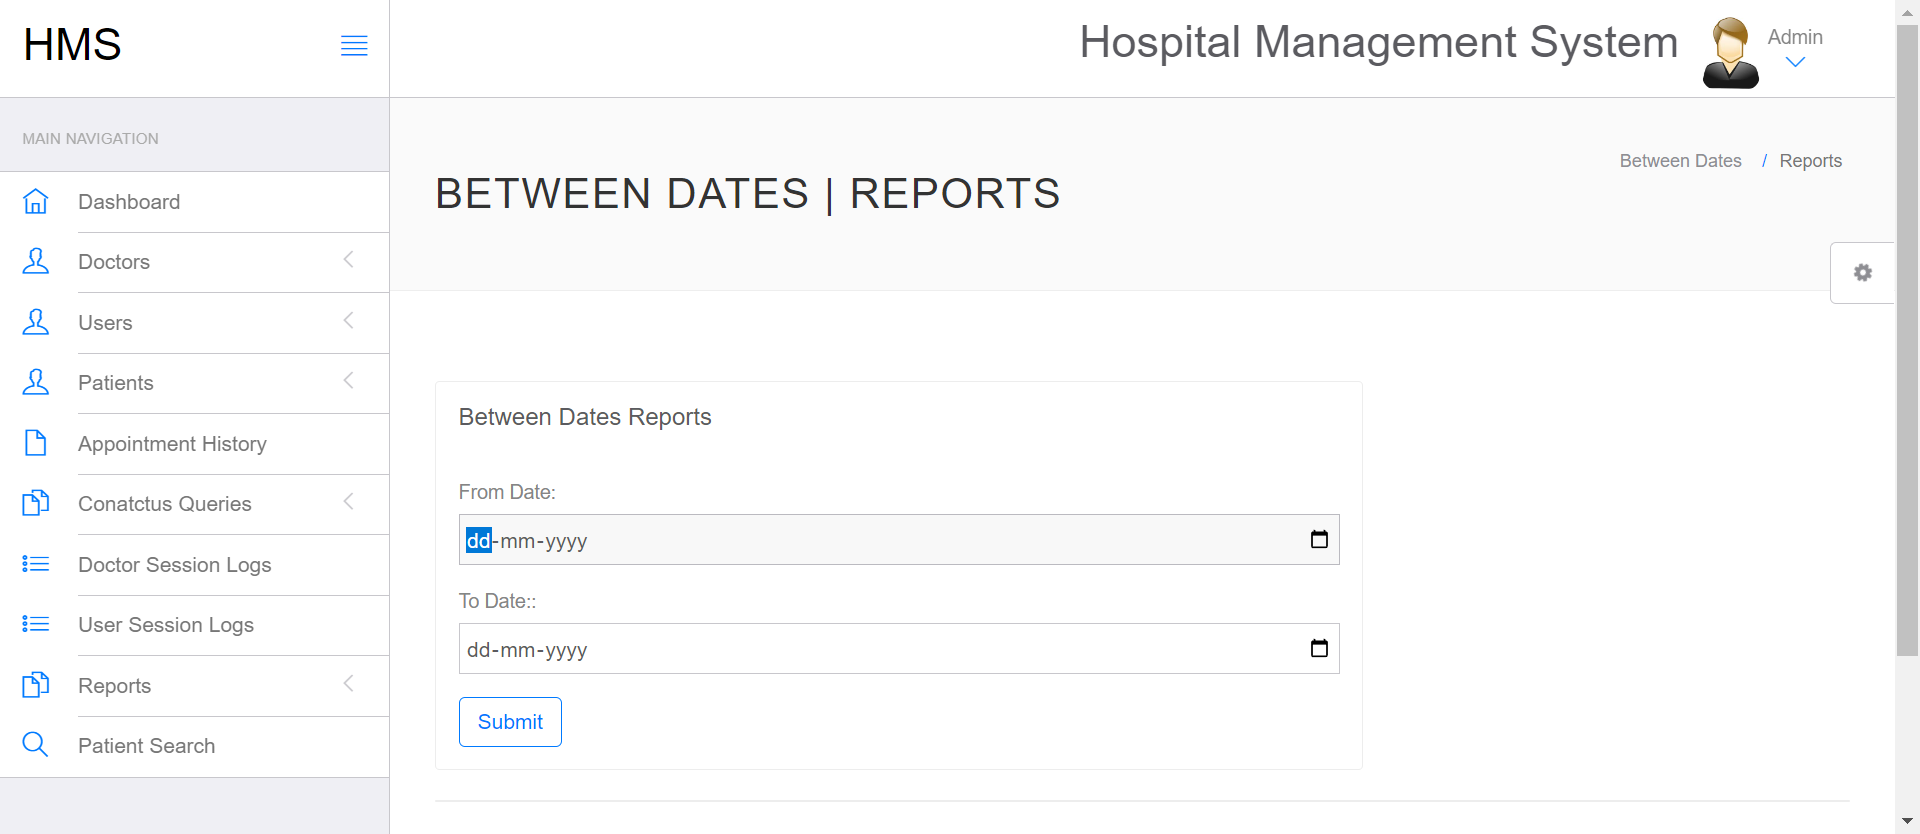 HMS
Hospital Management System
Admin
MAIN NAVIGATION
Dashboard
Doctors
Users
Patients
Appointment History
Conatctus Queries
Doctor Session Logs
User Session Logs
Reports
Patient Search
BETWEEN DATES | REPORTS
Between Dates / Reports
Between Dates Reports
From Date:
dd-mm-yyyy
To Date::
dd-mm-yyyy
Submit